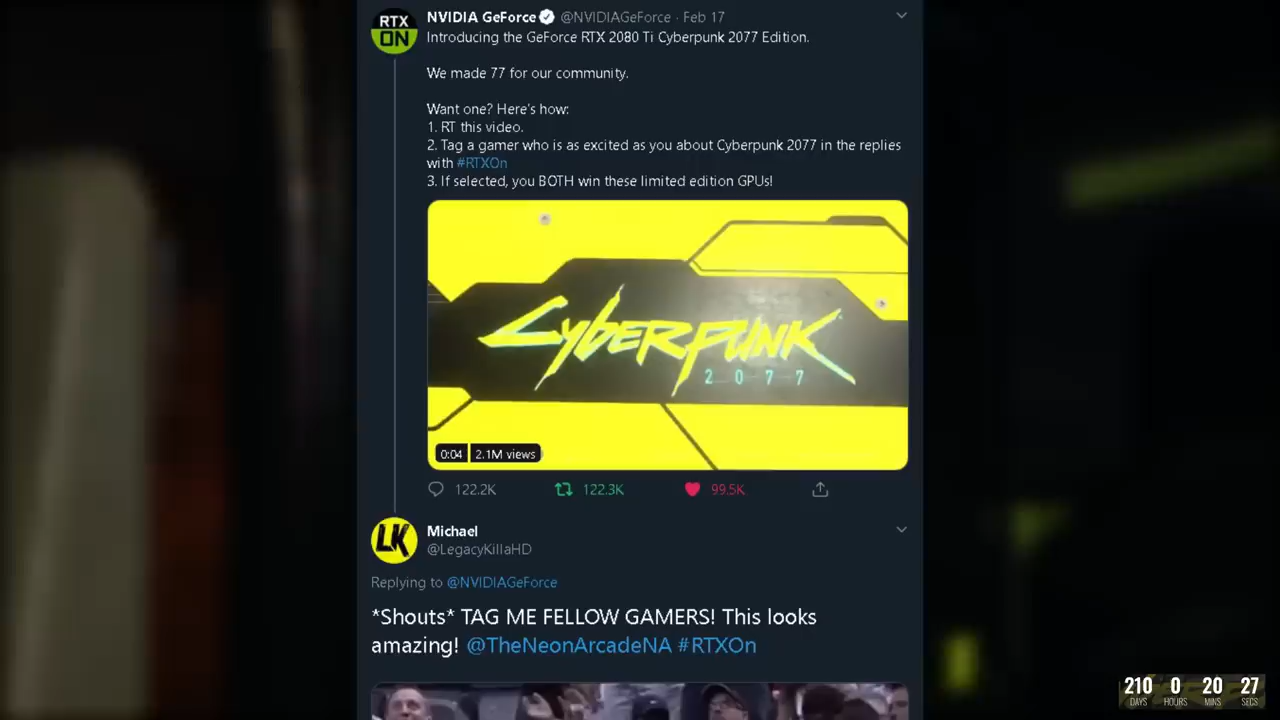 RTX
ON
NVIDIA GeForce @NVIDIAGeForce · Feb 17
Introducing the GeForce RTX 2080 Ti Cyberpunk 2077 Edition.
We made 77 for our community.
Want one? Here's how:
1. RT this video.
2. Tag a gamer who is as excited as you about Cyberpunk 2077 in the replies
with #RTXOn
3. If selected, you BOTH win these limited edition GPUs!
Cyberpunk
2077
0:04 2.1M views
122.2K 122.3K 99.5K
LK
Michael
@LegacyKillaHD
Replying to @NVIDIAGeForce
*Shouts* TAG ME FELLOW GAMERS! This looks
amazing! @TheNeonArcadeNA #RTXOn
210 0 20 27
DAYS HOURS MINS SECS